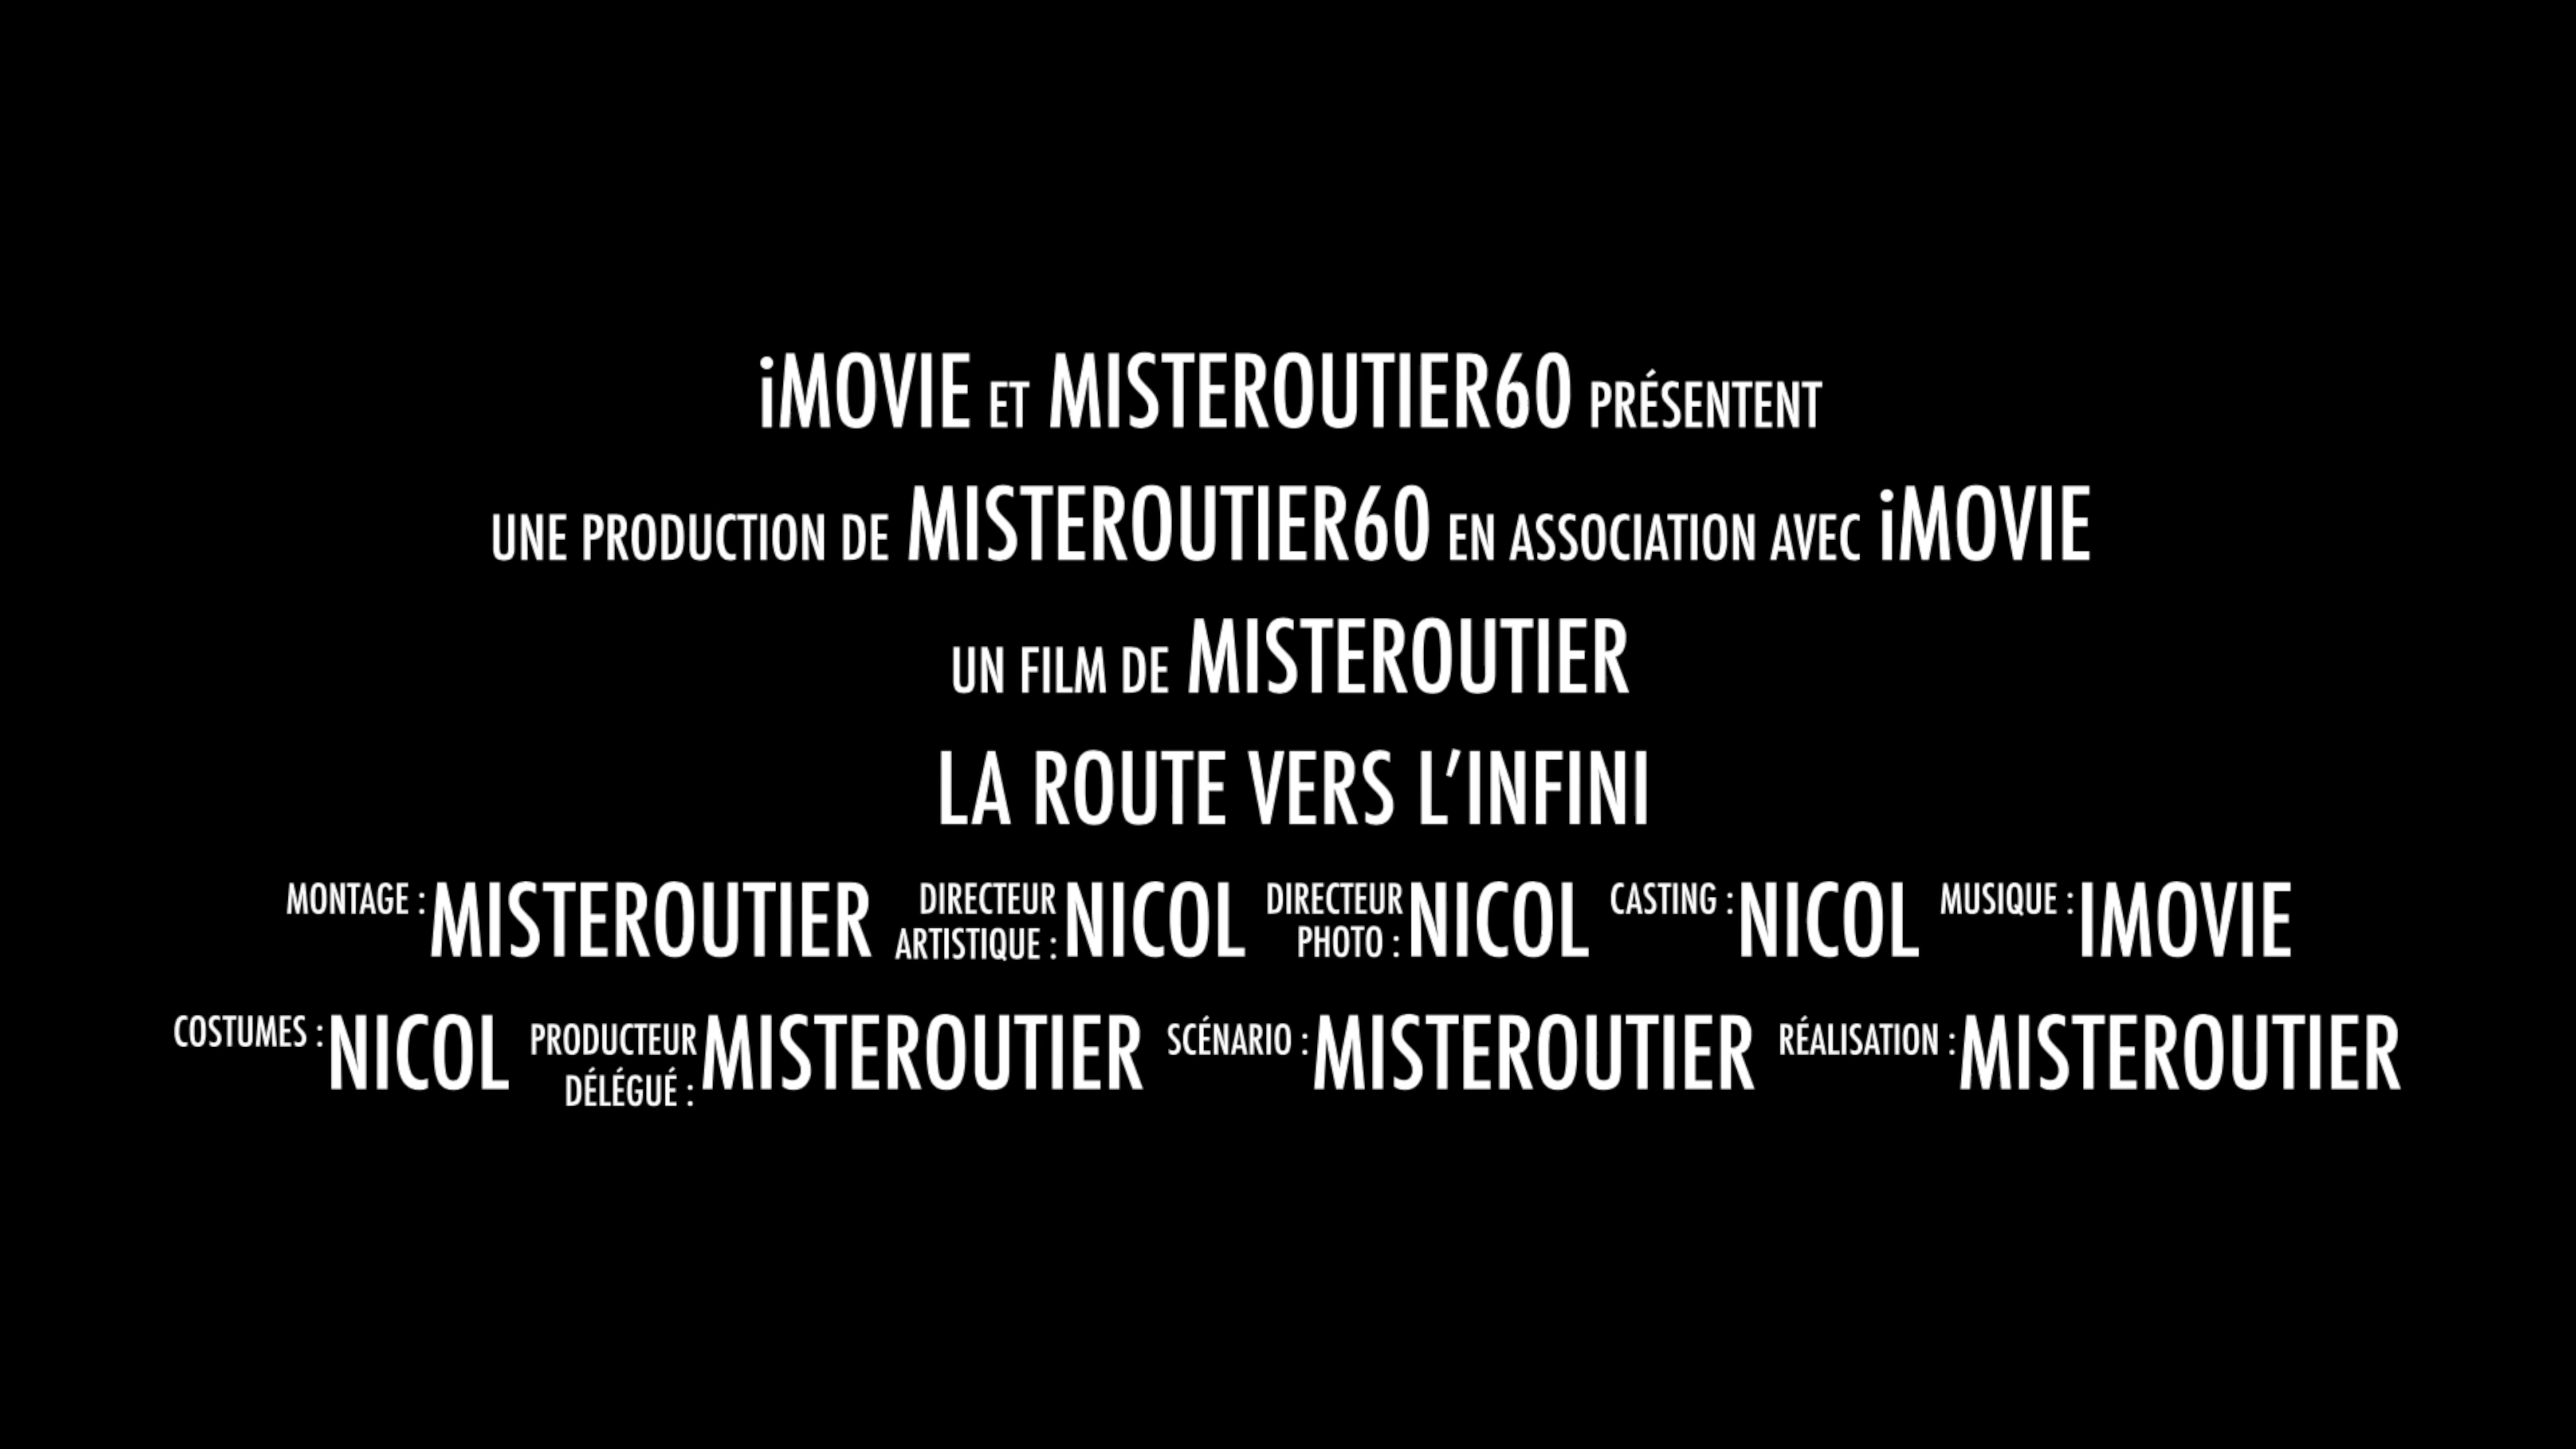 iMOVIE ET MISTEROUTIER60 PRÉSENTENT
UNE PRODUCTION DE MISTEROUTIER60 EN ASSOCIATION AVEC iMOVIE
UN FILM DE MISTEROUTIER
LA ROUTE VERS L’INFINI
MONTAGE : MISTEROUTIER DIRECTEUR ARTISTIQUE : NICOL DIRECTEUR PHOTO : NICOL CASTING : NICOL MUSIQUE : IMOVIE
COSTUMES : NICOL PRODUCTEUR DÉLÉGUÉ : MISTEROUTIER SCÉNARIO : MISTEROUTIER RÉALISATION : MISTEROUTIER